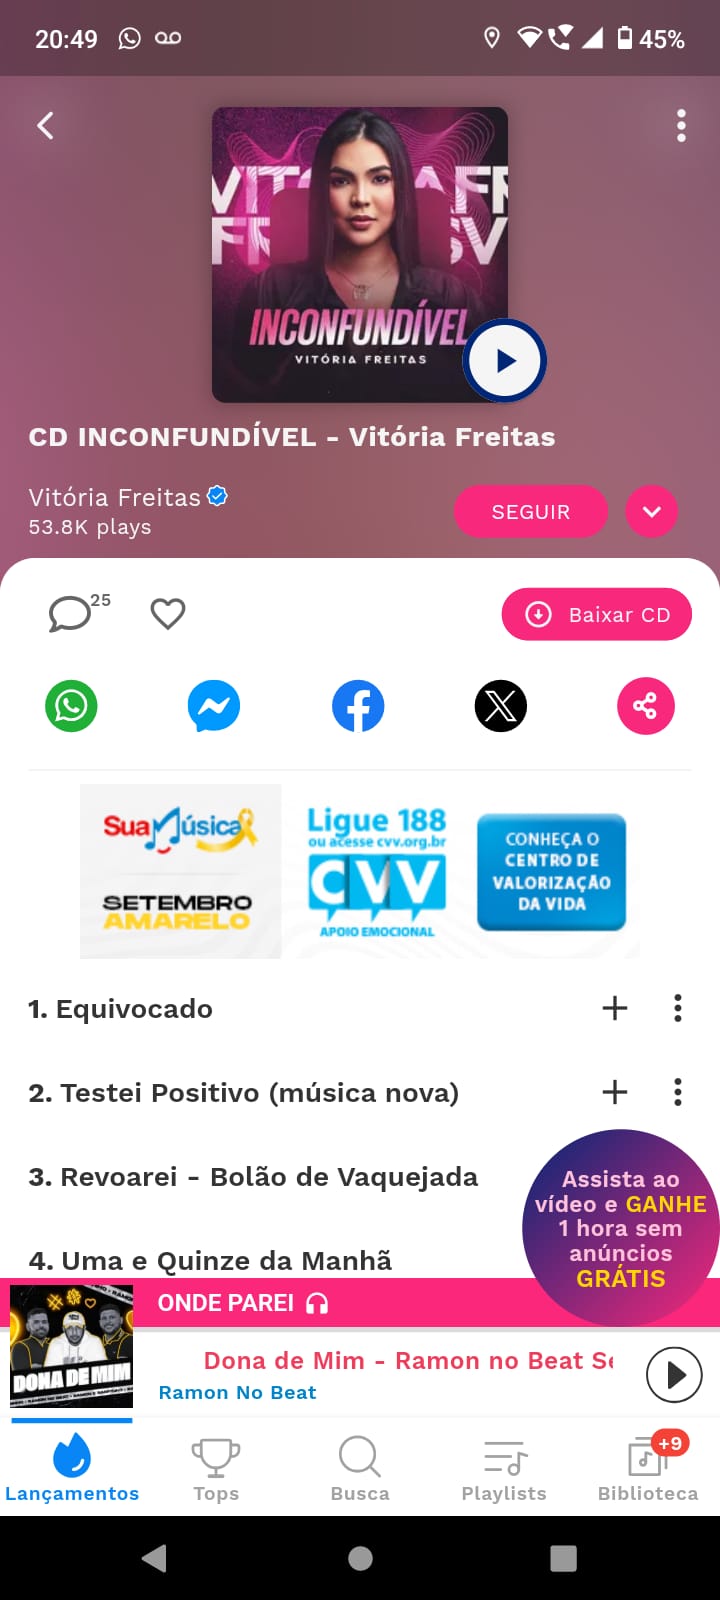 20:49
45%
INCONFUNDÍVEL
VITÓRIA FREITAS
CD INCONFUNDÍVEL - Vitória Freitas
Vitória Freitas
53.8K plays
SEGUIR
25
Baixar CD
SuaMúsica
SETEMBRO
AMARELO
Ligue 188
ou acesse cvv.org.br
CVV
APOIO EMOCIONAL
CONHEÇA O
CENTRO DE
VALORIZAÇÃO
DA VIDA
1. Equivocado
2. Testei Positivo (música nova)
3. Revoarei - Bolão de Vaquejada
4. Uma e Quinze da Manhã
Assista ao
vídeo e GANHE
1 hora sem
anúncios
GRÁTIS
ONDE PAREI
DONA DE MIM
Dona de Mim - Ramon no Beat Se
Ramon No Beat
+9
Lançamentos
Tops
Busca
Playlists
Biblioteca